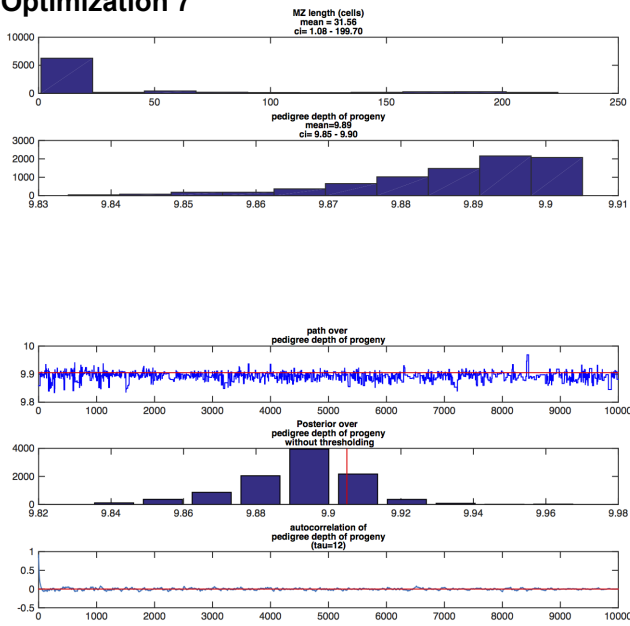 Optimization 7
MZ length (cells)
mean = 31.56
ci= 1.08 - 199.70
10000
5000
0
0 50 100 150 200 250
pedigree depth of progeny
mean=9.89
ci= 9.85 - 9.90
3000
2000
1000
0
9.83 9.84 9.85 9.86 9.87 9.88 9.89 9.9 9.91
path over
pedigree depth of progeny
10
9.9
9.8
0 1000 2000 3000 4000 5000 6000 7000 8000 9000 10000
Posterior over
pedigree depth of progeny
without thresholding
4000
2000
0
9.82 9.84 9.86 9.88 9.9 9.92 9.94 9.96 9.98
autocorrelation of
pedigree depth of progeny
(tau=12)
1
0.5
0
-0.5
0 1000 2000 3000 4000 5000 6000 7000 8000 9000 10000